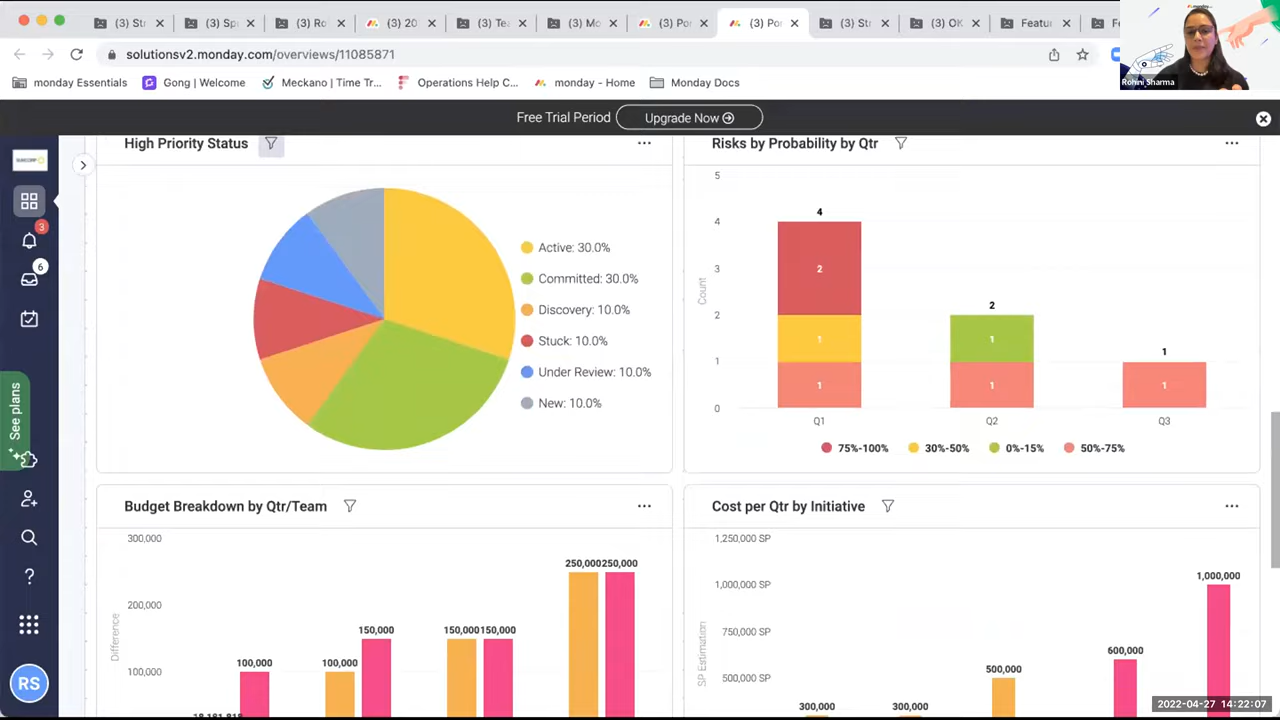 (3) Str
(3) Spa
(3) Ro
(3) 20
(3) Mo
(3) Por
(3) Por
(3) Str
(3) OK
Featu
solutionsv2.monday.com/overviews/11085871
monday Essentials
Gong | Welcome
Meckano | Time Tr...
Operations Help C...
monday - Home
Monday Docs
Rohini Sharma
Free Trial Period
Upgrade Now
High Priority Status
Active: 30.0%
Committed: 30.0%
Discovery: 10.0%
Stuck: 10.0%
Under Review: 10.0%
New: 10.0%
Risks by Probability by Qtr
Count
5
4
3
2
1
0
4
2
1
1
2
1
1
1
1
Q1
Q2
Q3
75%-100%
30%-50%
0%-15%
50%-75%
3
6
See plans
RS
Budget Breakdown by Qtr/Team
Difference
300,000
200,000
100,000
100,000
100,000
150,000
150,000
150,000
250,000
250,000
Cost per Qtr by Initiative
SP Estimation
1,250,000 SP
1,000,000 SP
750,000 SP
500,000 SP
300,000
300,000
500,000
600,000
1,000,000
2022-04-27 14:22:07